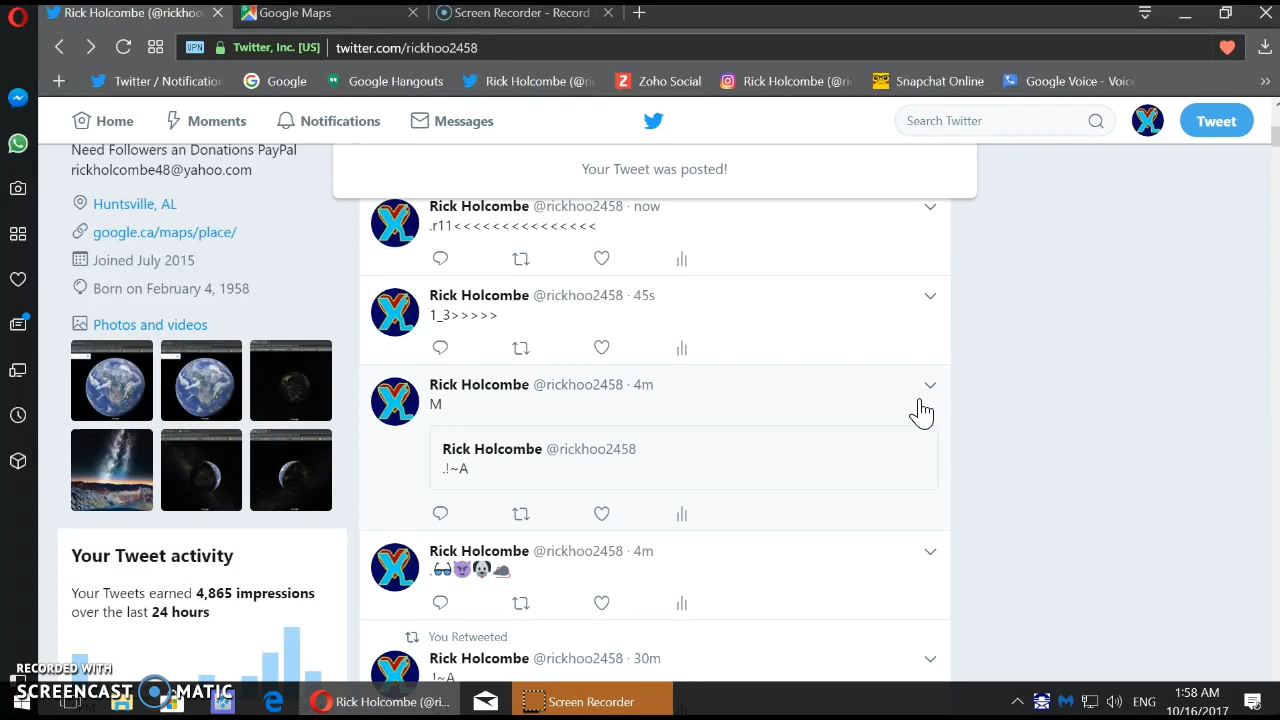 Rick Holcombe (@rickho
Google Maps
Screen Recorder - Record
VPN
Twitter, Inc. [US]
twitter.com/rickhoo2458
Twitter / Notificatio
Google
Google Hangouts
Rick Holcombe (@ri
Zoho Social
Rick Holcombe (@ri
Snapchat Online
Google Voice - Voic
Home
Moments
Notifications
Messages
Search Twitter
Tweet
Need Followers an Donations PayPal
rickholcombe48@yahoo.com
Huntsville, AL
google.ca/maps/place/
Joined July 2015
Born on February 4, 1958
Photos and videos
Your Tweet activity
Your Tweets earned 4,865 impressions
over the last 24 hours
Your Tweet was posted!
Rick Holcombe @rickhoo2458 · now
.r11<<<<<<<<<<<<<<<
Rick Holcombe @rickhoo2458 · 45s
1_3>>>>>
Rick Holcombe @rickhoo2458 · 4m
M
Rick Holcombe @rickhoo2458
.!~A
Rick Holcombe @rickhoo2458 · 4m
.👓😈🐶🐀
You Retweeted
Rick Holcombe @rickhoo2458 · 30m
.!~A
RECORDED WITH
SCREENCAST MATIC
Rick Holcombe (@ri...
Screen Recorder
ENG
1:58 AM
10/16/2017